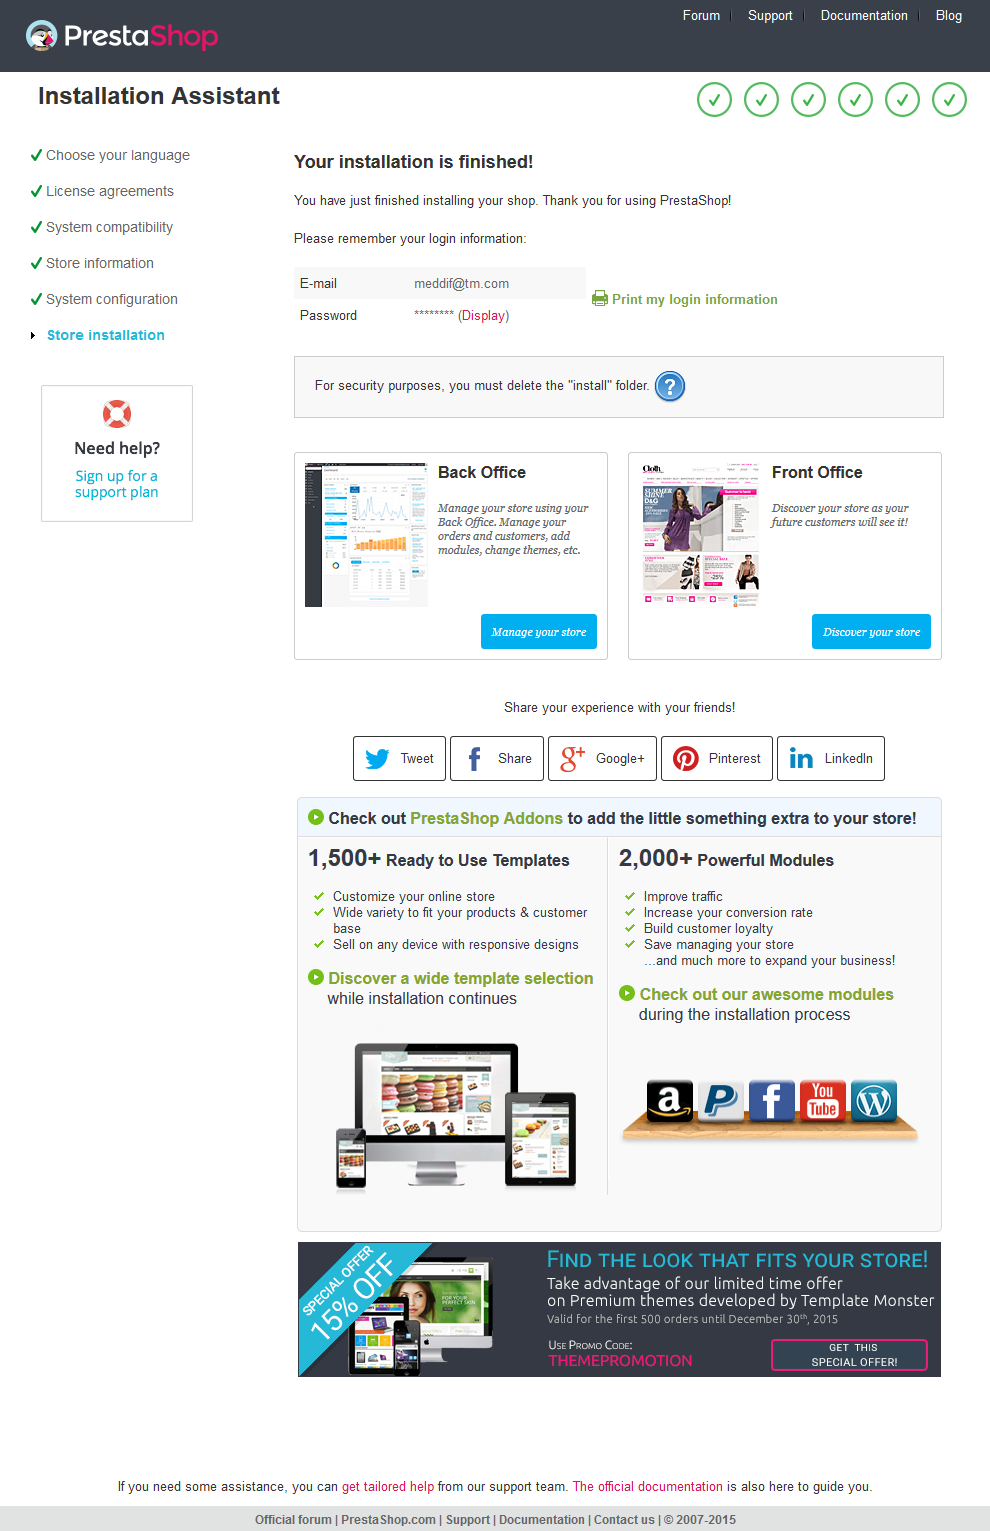 PrestaShop
Forum
Support
Documentation
Blog
Installation Assistant
Choose your language
License agreements
System compatibility
Store information
System configuration
Store installation
Need help?
Sign up for a
support plan
Your installation is finished!
You have just finished installing your shop. Thank you for using PrestaShop!
Please remember your login information:
E-mail meddif@tm.com
Password ******** (Display)
Print my login information
For security purposes, you must delete the "install" folder. ?
Back Office
Manage your store using your
Back Office. Manage your
orders and customers, add
modules, change themes, etc.
Manage your store
Front Office
Discover your store as your
future customers will see it!
Discover your store
Share your experience with your friends!
Tweet
Share
Google+
Pinterest
LinkedIn
Check out PrestaShop Addons to add the little something extra to your store!
1,500+ Ready to Use Templates
Customize your online store
Wide variety to fit your products & customer
base
Sell on any device with responsive designs
Discover a wide template selection
while installation continues
2,000+ Powerful Modules
Improve traffic
Increase your conversion rate
Build customer loyalty
Save managing your store
...and much more to expand your business!
Check out our awesome modules
during the installation process
You
Tube
SPECIAL OFFER
15% OFF
FIND THE LOOK THAT FITS YOUR STORE!
Take advantage of our limited time offer
on Premium themes developed by Template Monster
Valid for the first 500 orders until December 30th, 2015
USE PROMO CODE:
THEMEPROMOTION
GET THIS
SPECIAL OFFER!
If you need some assistance, you can get tailored help from our support team. The official documentation is also here to guide you.
Official forum | PrestaShop.com | Support | Documentation | Contact us | © 2007-2015